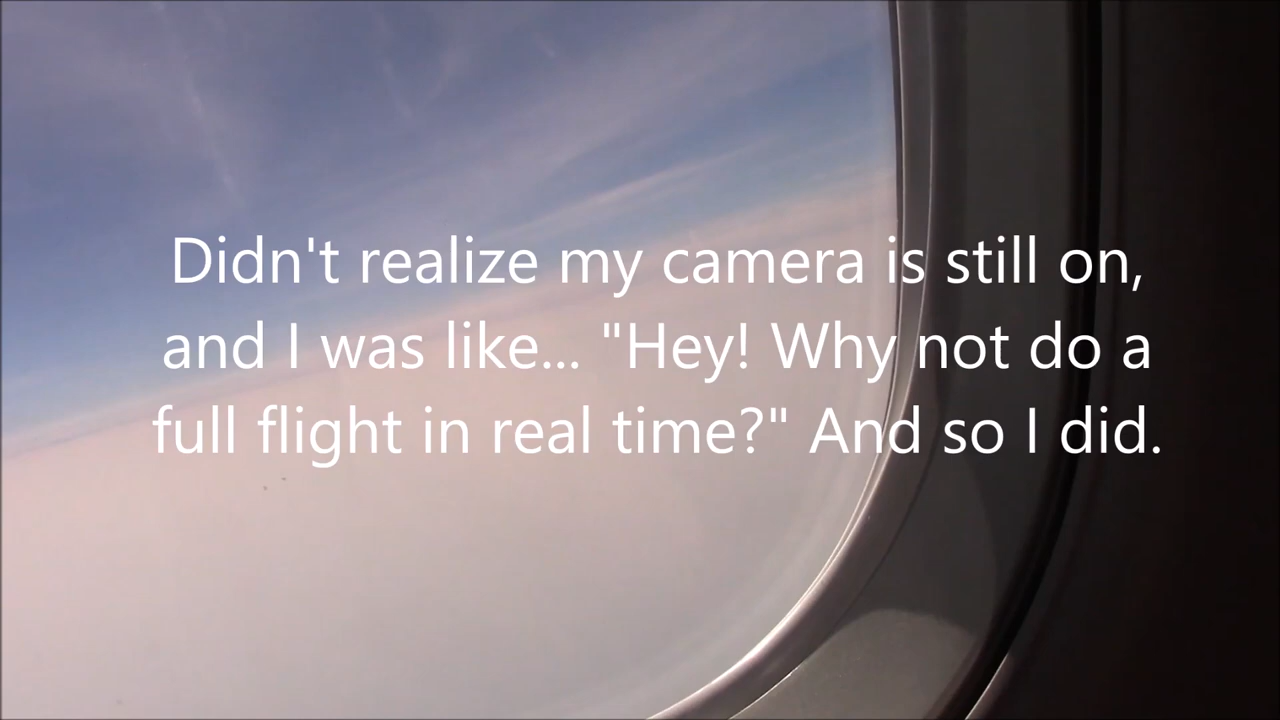 Didn't realize my camera is still on,
and I was like... "Hey! Why not do a
full flight in real time?" And so I did.